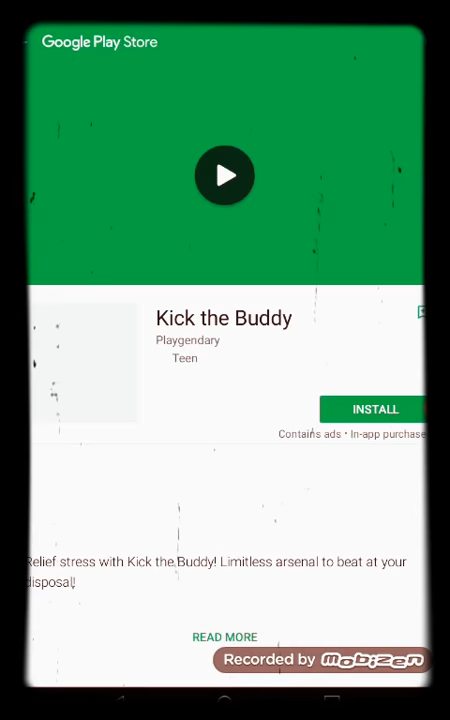 Google Play Store
Kick the Buddy
Playgendary
Teen
INSTALL
Contains ads • In-app purchase
Relief stress with Kick the Buddy! Limitless arsenal to beat at your
disposal!
READ MORE
Recorded by mobizen